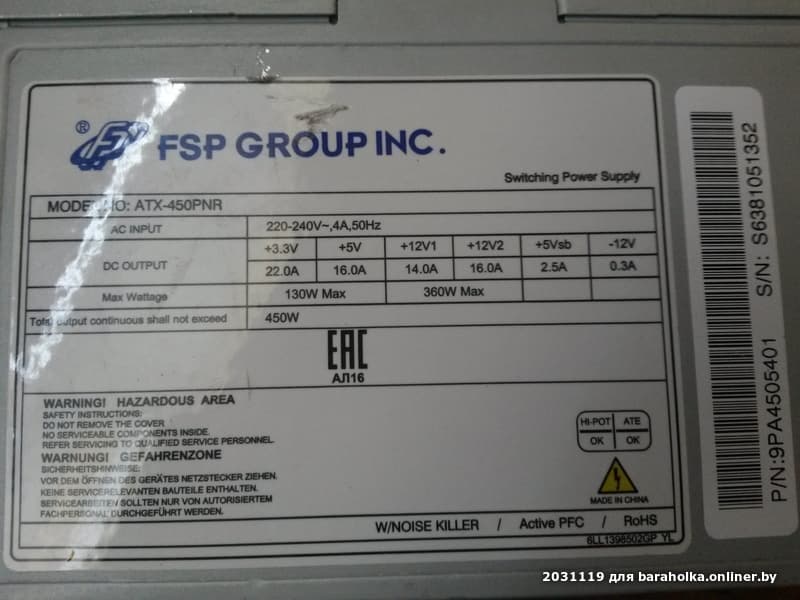 ® FSP GROUP INC.
Switching Power Supply
MODEL NO: ATX-450PNR
AC INPUT 220-240V~,4A,50Hz
DC OUTPUT +3.3V +5V +12V1 +12V2 +5Vsb -12V
22.0A 16.0A 14.0A 16.0A 2.5A 0.3A
Max Wattage 130W Max 360W Max
Total output continuous shall not exceed 450W
EAC
АЛ16
WARNING! HAZARDOUS AREA
SAFETY INSTRUCTIONS:
DO NOT REMOVE THE COVER
NO SERVICEABLE COMPONENTS INSIDE.
REFER SERVICING TO QUALIFIED SERVICE PERSONNEL.
WARNUNG! GEFAHRENZONE
SICHERHEITSHINWEISE:
VOR DEM ÖFFNEN DES GERÄTES NETZSTECKER ZIEHEN.
KEINE SERVICERELEVANTEN BAUTEILE ENTHALTEN.
SERVICEARBEITEN SOLLTEN NUR VON AUTORISIERTEM
FACHPERSONAL DURCHGEFÜHRT WERDEN.
HI-POT ATE
OK OK
MADE IN CHINA
W/NOISE KILLER / Active PFC / RoHS
6LL1398502GP YL
P/N:9PA4505401 S/N: S6381051352
2031119 для baraholka.onliner.by